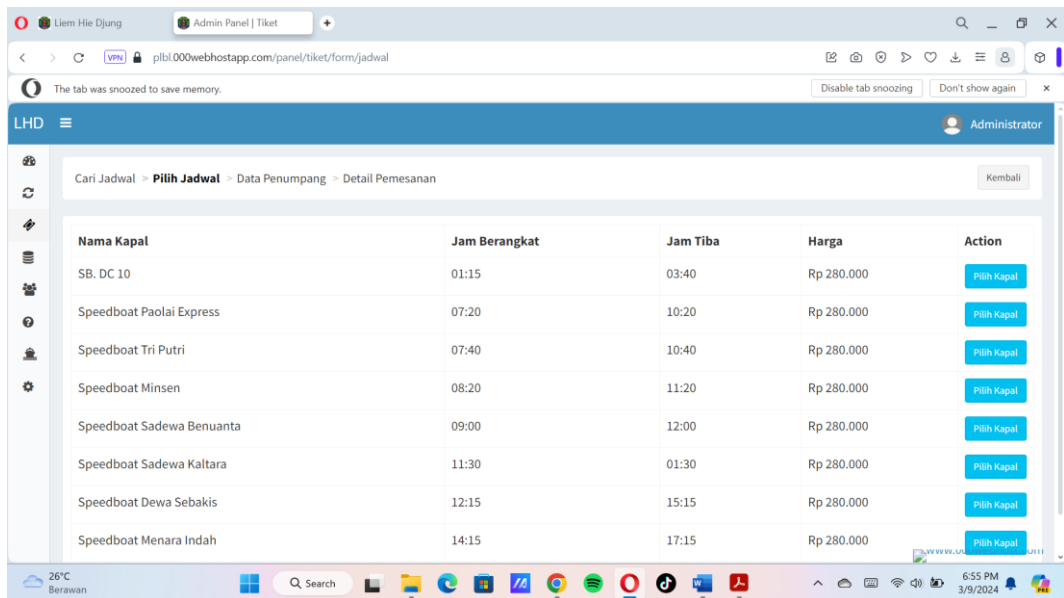 Liem Hie Djung
Admin Panel | Tiket
VPN
plbl.000webhostapp.com/panel/tiket/form/jadwal
The tab was snoozed to save memory.
Disable tab snoozing
Don't show again
LHD
Administrator
Cari Jadwal > Pilih Jadwal > Data Penumpang > Detail Pemesanan
Kembali
Nama Kapal Jam Berangkat Jam Tiba Harga Action
SB. DC 10 01:15 03:40 Rp 280.000 Pilih Kapal
Speedboat Paolai Express 07:20 10:20 Rp 280.000 Pilih Kapal
Speedboat Tri Putri 07:40 10:40 Rp 280.000 Pilih Kapal
Speedboat Minsen 08:20 11:20 Rp 280.000 Pilih Kapal
Speedboat Sadewa Benuanta 09:00 12:00 Rp 280.000 Pilih Kapal
Speedboat Sadewa Kaltara 11:30 01:30 Rp 280.000 Pilih Kapal
Speedboat Dewa Sebakis 12:15 15:15 Rp 280.000 Pilih Kapal
Speedboat Menara Indah 14:15 17:15 Rp 280.000 Pilih Kapal
26°C
Berawan
Search
6:55 PM
3/9/2024
PRE